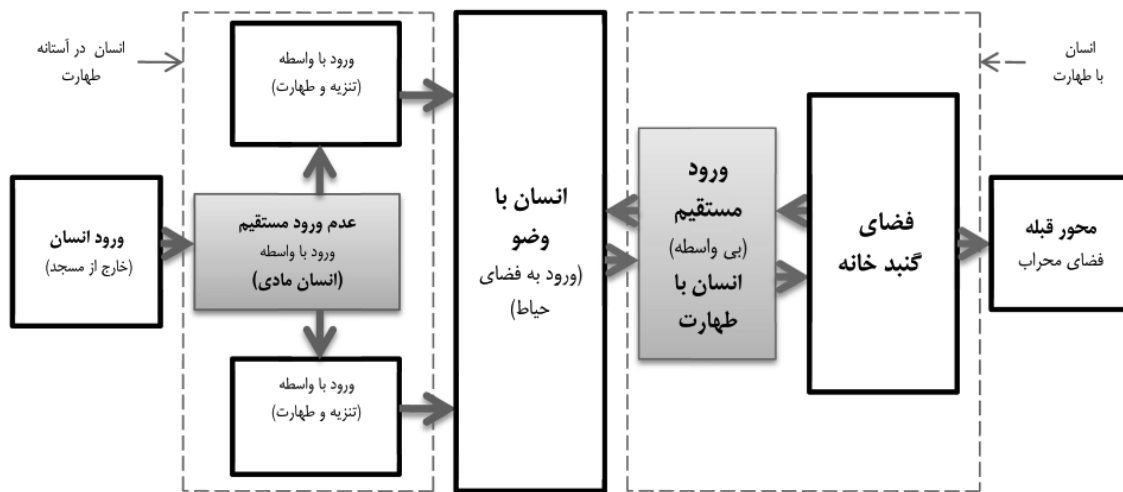 انسان
با طهارت
محور قبله
فضای محراب
فضای
گنبد خانه
ورود
مستقیم
(بی واسطه)
انسان با
طهارت
انسان با
وضو
(ورود به فضای
حیاط)
ورود با واسطه
(تنزیه و طهارت)
عدم ورود مستقیم
ورود با واسطه
(انسان مادی)
ورود با واسطه
(تنزیه و طهارت)
انسان در آستانه
طهارت
ورود انسان
(خارج از مسجد)